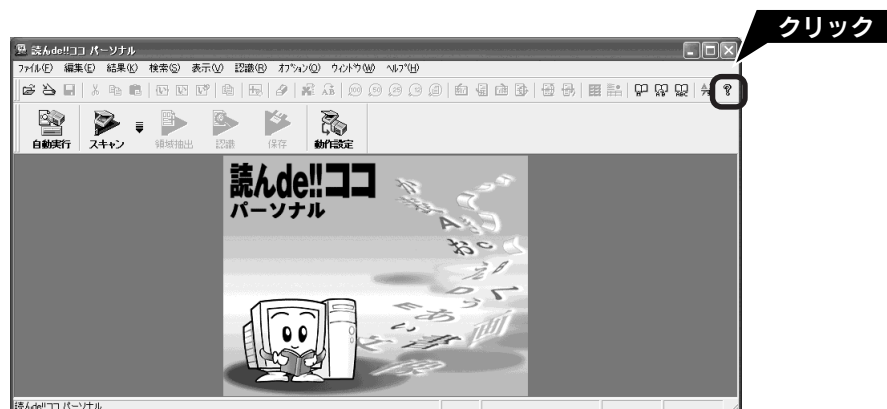 クリック
読んde!!ココ パーソナル
ファイル(F) 編集(E) 結果(K) 検索(S) 表示(V) 認識(R) オプション(O) ウィンドウ(W) ヘルプ(H)
自動実行 スキャン 領域抽出 認識 保存 動作設定
読んde!!ココ
パーソナル
A
お C
あ
い
読んde!!ココ パーソナル